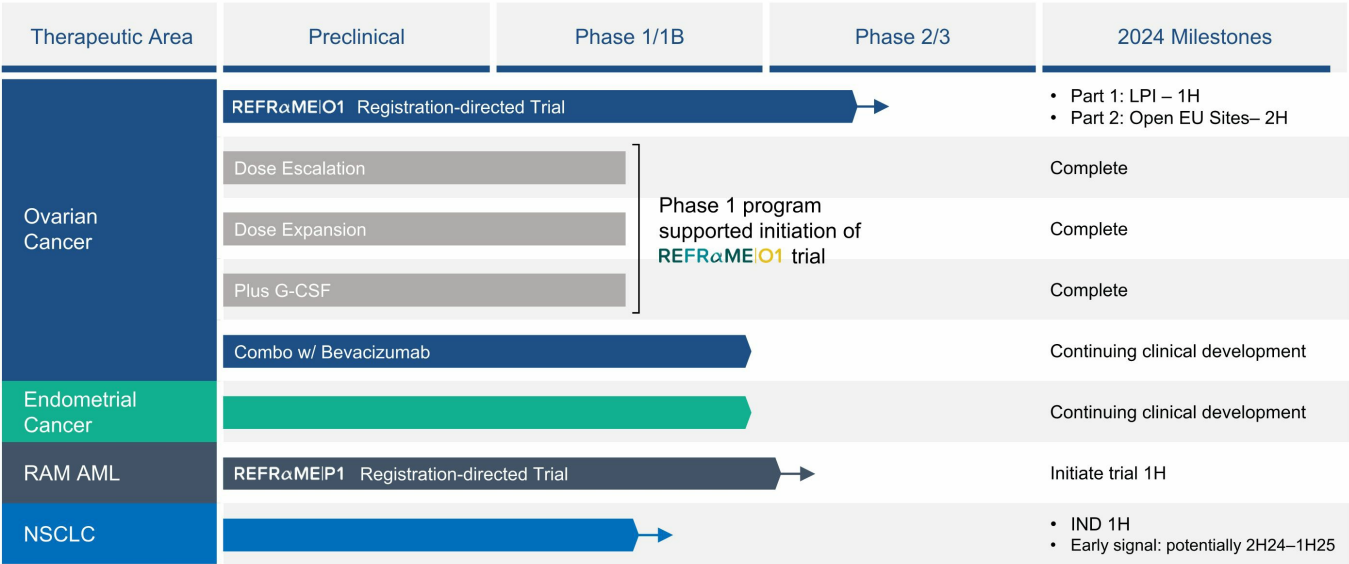 Therapeutic Area
Preclinical
Phase 1/1B
Phase 2/3
2024 Milestones
Ovarian
Cancer
REFRαME|O1 Registration-directed Trial
• Part 1: LPI – 1H
• Part 2: Open EU Sites– 2H
Dose Escalation
Complete
Dose Expansion
Complete
Plus G-CSF
Complete
Phase 1 program
supported initiation of
REFRαME|O1 trial
Combo w/ Bevacizumab
Continuing clinical development
Endometrial
Cancer
Continuing clinical development
RAM AML
REFRαME|P1 Registration-directed Trial
Initiate trial 1H
NSCLC
• IND 1H
• Early signal: potentially 2H24–1H25